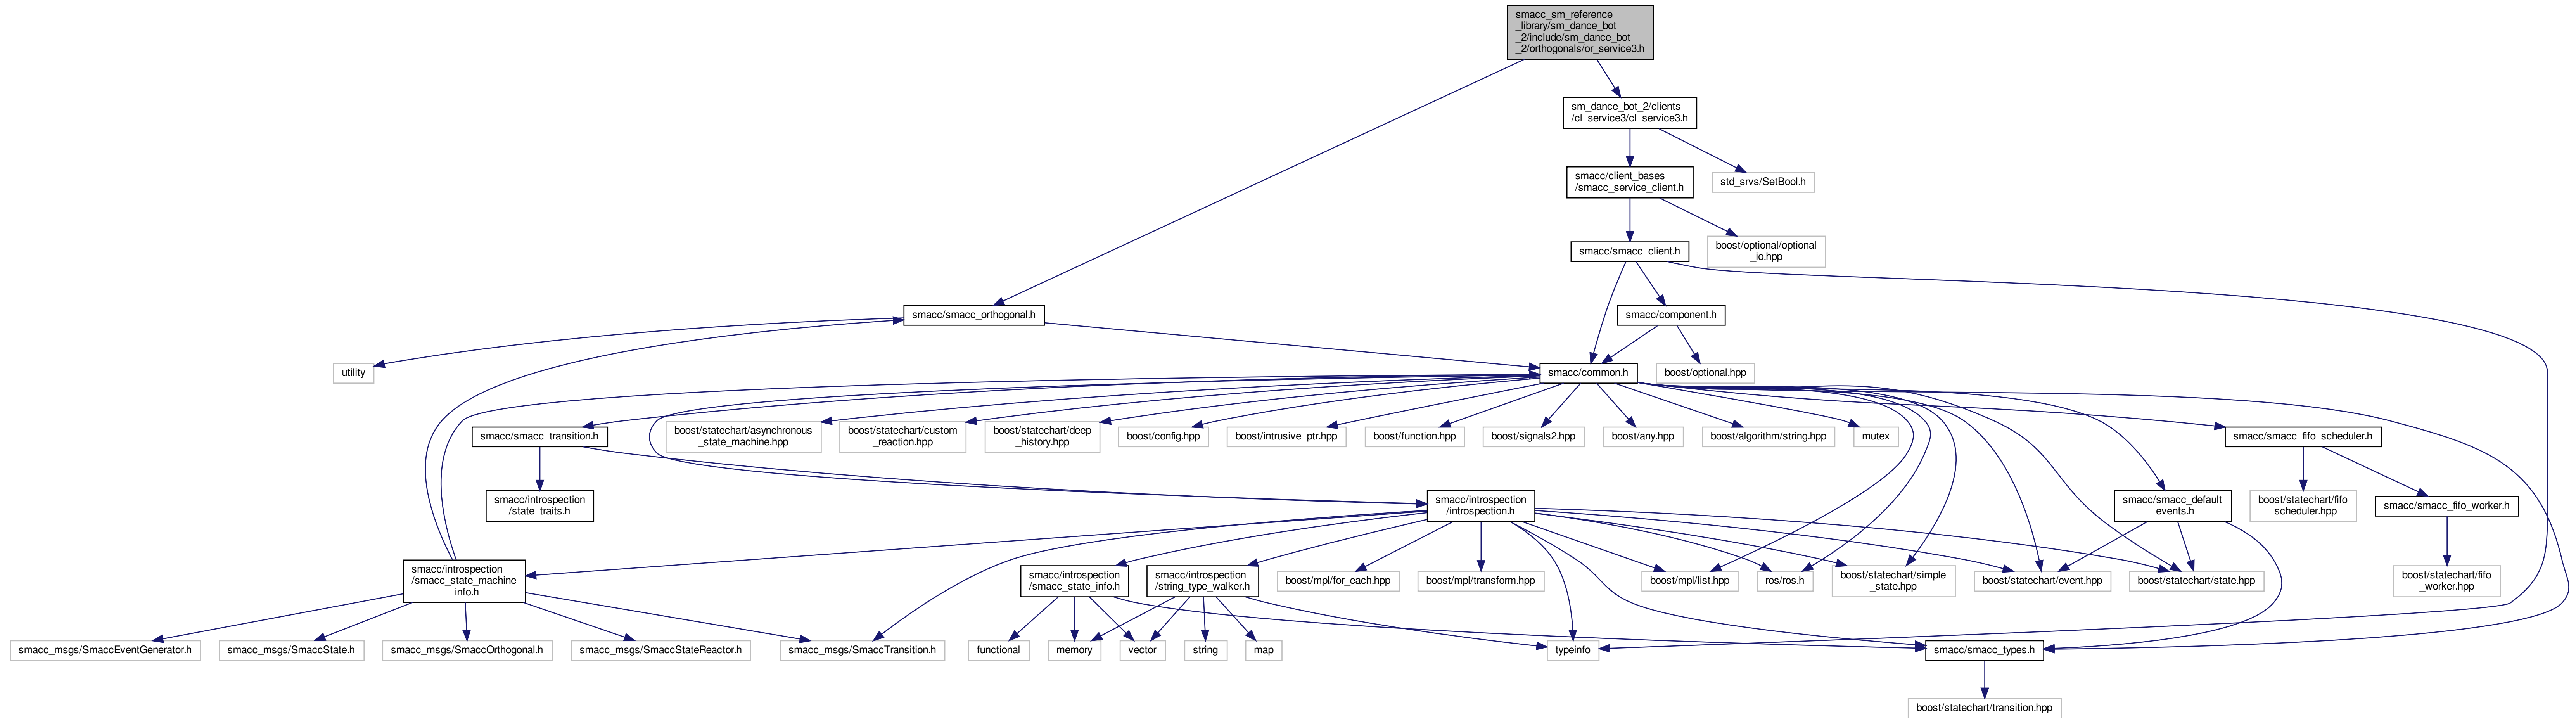 smacc_sm_reference
_library/sm_dance_bot
_2/include/sm_dance_bot
_2/orthogonals/or_service3.h
sm_dance_bot_2/clients
/cl_service3/cl_service3.h
smacc/client_bases
/smacc_service_client.h
std_srvs/SetBool.h
smacc/smacc_client.h
boost/optional/optional
_io.hpp
smacc/smacc_orthogonal.h
smacc/component.h
utility
smacc/common.h
boost/optional.hpp
smacc/smacc_transition.h
boost/statechart/asynchronous
_state_machine.hpp
boost/statechart/custom
_reaction.hpp
boost/statechart/deep
_history.hpp
boost/config.hpp
boost/intrusive_ptr.hpp
boost/function.hpp
boost/signals2.hpp
boost/any.hpp
boost/algorithm/string.hpp
mutex
smacc/smacc_fifo_scheduler.h
smacc/introspection
/state_traits.h
smacc/introspection
/introspection.h
smacc/smacc_default
_events.h
boost/statechart/fifo
_scheduler.hpp
smacc/smacc_fifo_worker.h
smacc/introspection
/smacc_state_machine
_info.h
smacc/introspection
/smacc_state_info.h
smacc/introspection
/string_type_walker.h
boost/mpl/for_each.hpp
boost/mpl/transform.hpp
boost/mpl/list.hpp
ros/ros.h
boost/statechart/simple
_state.hpp
boost/statechart/event.hpp
boost/statechart/state.hpp
boost/statechart/fifo
_worker.hpp
smacc_msgs/SmaccEventGenerator.h
smacc_msgs/SmaccState.h
smacc_msgs/SmaccOrthogonal.h
smacc_msgs/SmaccStateReactor.h
smacc_msgs/SmaccTransition.h
functional
memory
vector
string
map
typeinfo
smacc/smacc_types.h
boost/statechart/transition.hpp